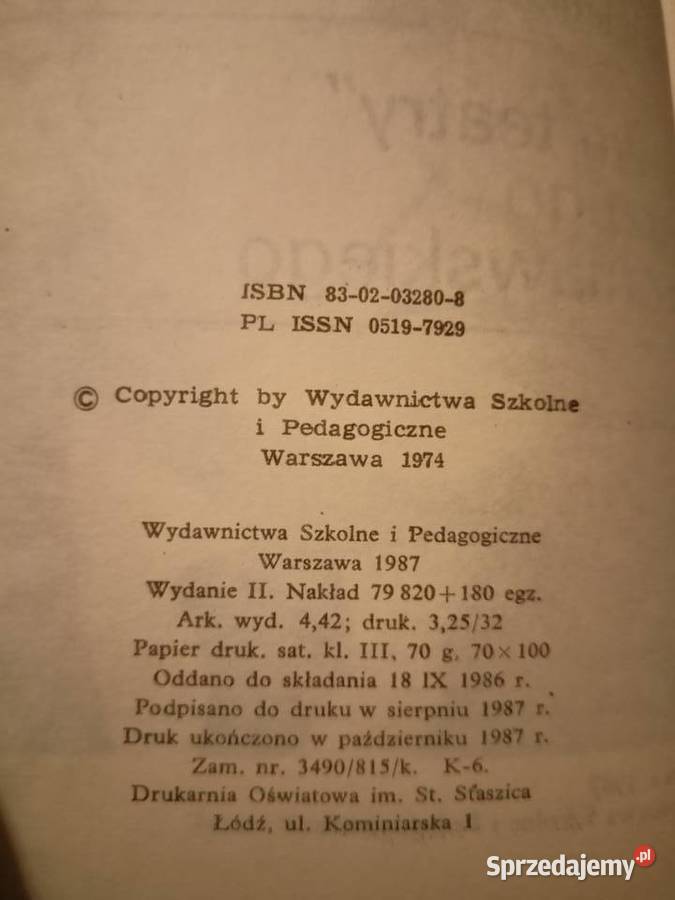 ISBN 83-02-03280-8
PL ISSN 0519-7929
© Copyright by Wydawnictwa Szkolne
i Pedagogiczne
Warszawa 1974
Wydawnictwa Szkolne i Pedagogiczne
Warszawa 1987
Wydanie II. Nakład 79 820+180 egz.
Ark. wyd. 4,42; druk. 3,25/32
Papier druk. sat. kl. III, 70 g, 70×100
Oddano do składania 18 IX 1986 r.
Podpisano do druku w sierpniu 1987 r.
Druk ukończono w październiku 1987 r.
Zam. nr. 3490/815/k. K-6.
Drukarnia Oświatowa im. St. Staszica
Łódź, ul. Kominiarska 1
Sprzedajemy.pl